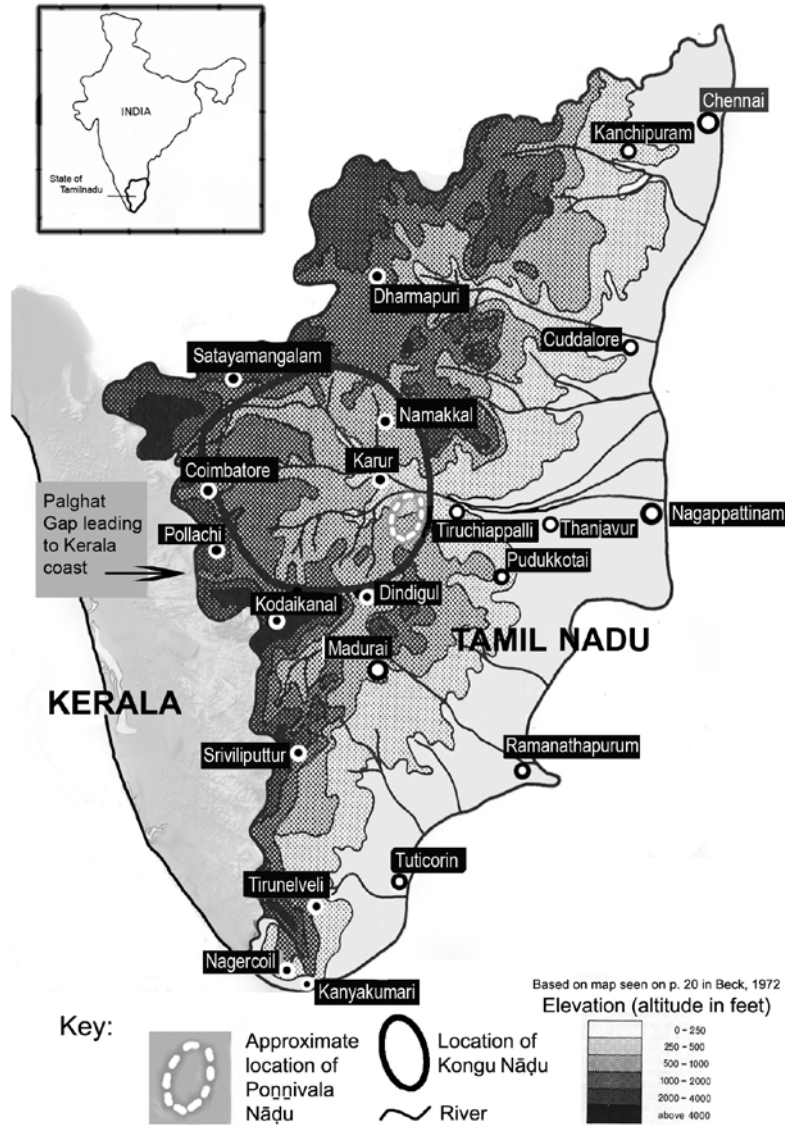 INDIA
State of
Tamilnadu
Chennai
Kanchipuram
Dharmapuri
Cuddalore
Satayamangalam
Namakkal
Karur
Coimbatore
Palghat
Gap leading
to Kerala
coast
Pollachi
Tiruchiappalli
Thanjavur
Nagappattinam
Pudukkotai
Dindigul
Kodaikanal
TAMIL NADU
Madurai
KERALA
Sriviliputtur
Ramanathapurum
Tuticorin
Tirunelveli
Nagercoil
Kanyakumari
Based on map seen on p. 20 in Beck, 1972
Elevation (altitude in feet)
0 – 250
250 – 500
500 – 1000
1000 – 2000
2000 – 4000
above 4000
Key:
Approximate
location of
Poṉṉivala
Nāḍu
Location of
Kongu Nāḍu
River